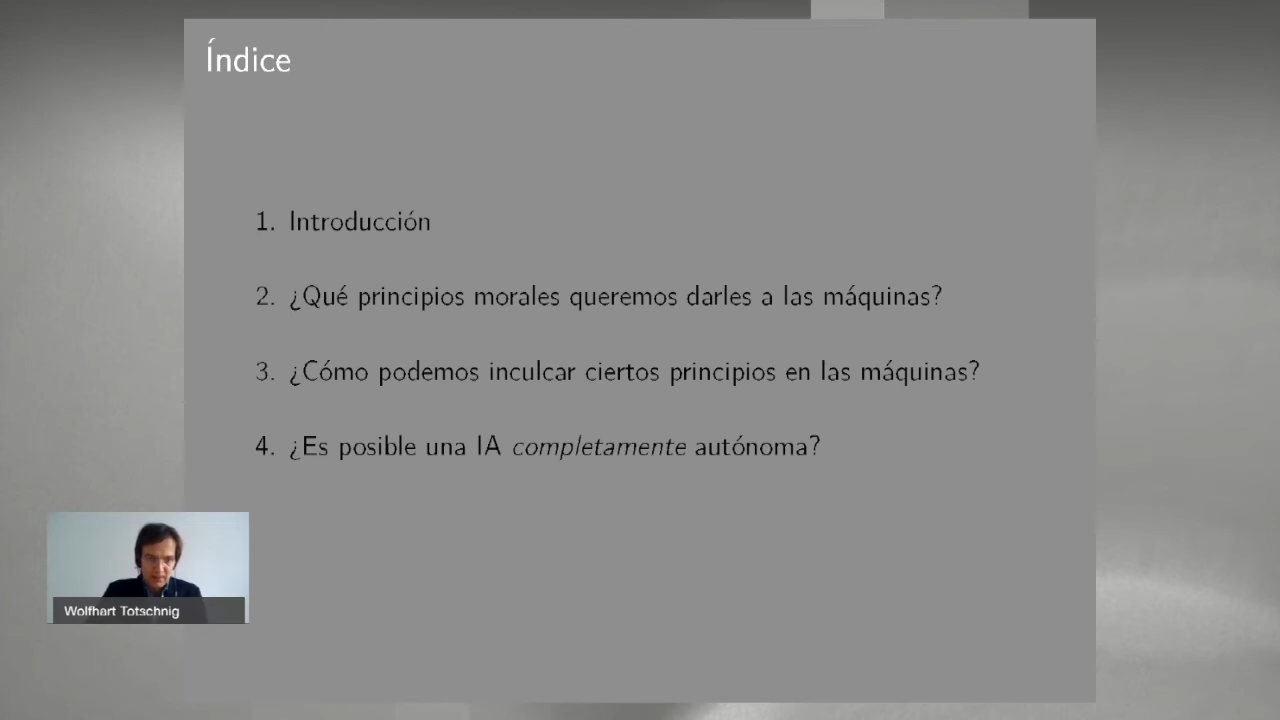 Índice
1. Introducción
2. ¿Qué principios morales queremos darles a las máquinas?
3. ¿Cómo podemos inculcar ciertos principios en las máquinas?
4. ¿Es posible una IA completamente autónoma?
Wolfhart Totschnig